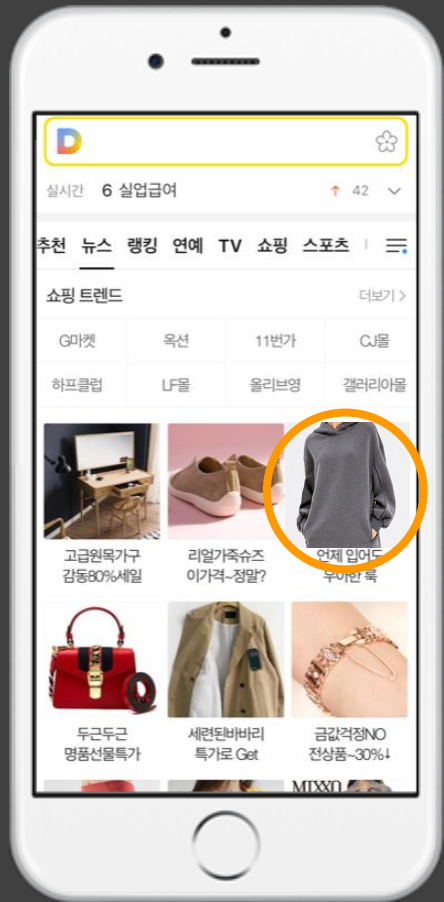 D
실시간 6 실업급여 ↑ 42
추천 뉴스 랭킹 연예 TV 쇼핑 스포츠
쇼핑 트렌드 더보기 >
G마켓 옥션 11번가 CJ몰
하프클럽 LF몰 올리브영 갤러리아몰
고급원목가구
감동80%세일
리얼가죽슈즈
이가격~정말?
언제 입어도
우아한 룩
두근두근
명품선물특가
세련된바바리
특가로 Get
금값걱정NO
전상품~30%↓
MIXXO